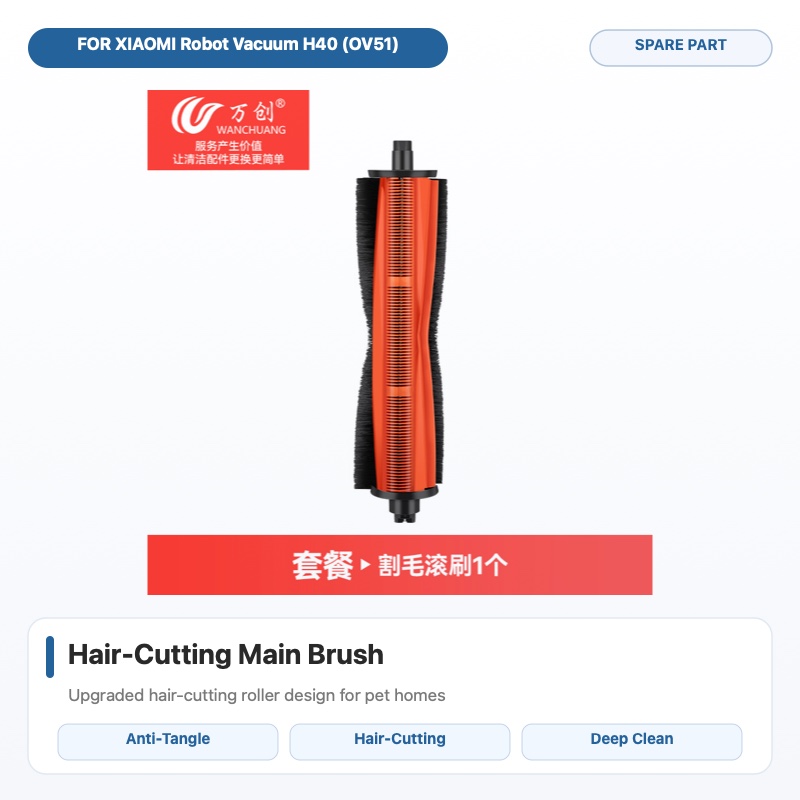 FOR XIAOMI Robot Vacuum H40 (OV51)
SPARE PART
万创®
WANCHUANG
服务产生价值
让清洁配件更换更简单
套餐 ▸ 割毛滚刷1个
Hair-Cutting Main Brush
Upgraded hair-cutting roller design for pet homes
Anti-Tangle
Hair-Cutting
Deep Clean